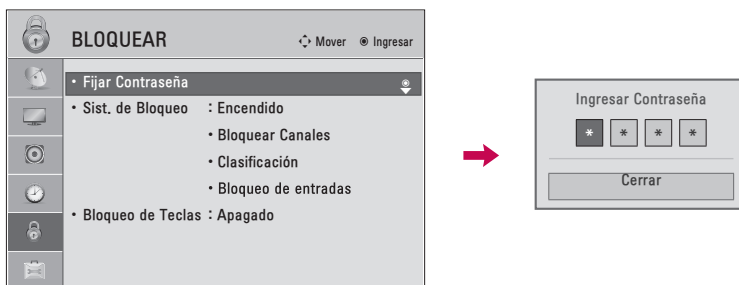 BLOQUEAR
Mover
Ingresar
• Fijar Contraseña
• Sist. de Bloqueo : Encendido
• Bloquear Canales
• Clasificación
• Bloqueo de entradas
• Bloqueo de Teclas : Apagado
Ingresar Contraseña
* * * *
Cerrar